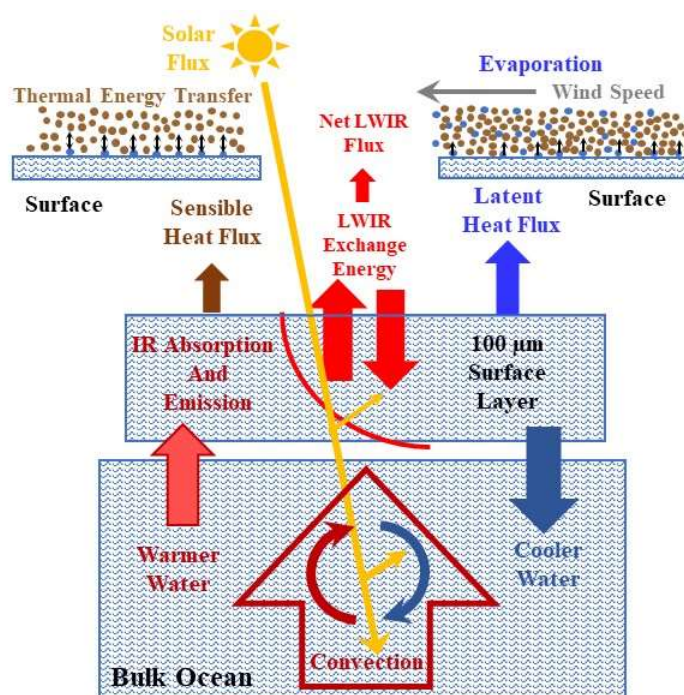 Solar
Flux
Thermal Energy Transfer
Surface
Sensible
Heat Flux
Net LWIR
Flux
LWIR
Exchange
Energy
Evaporation
Wind Speed
Latent
Heat Flux
Surface
IR Absorption
And
Emission
100 µm
Surface
Layer
Warmer
Water
Cooler
Water
Convection
Bulk Ocean